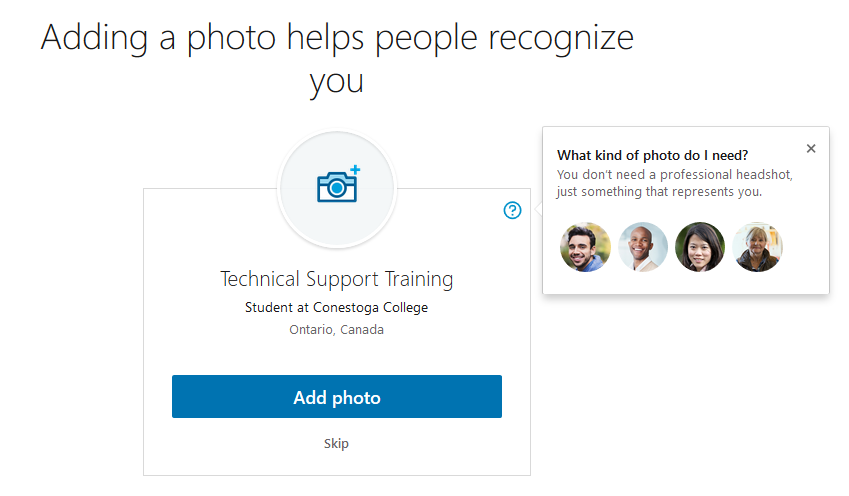 Adding a photo helps people recognize
you
What kind of photo do I need?
You don't need a professional headshot,
just something that represents you.
Technical Support Training
Student at Conestoga College
Ontario, Canada
Add photo
Skip